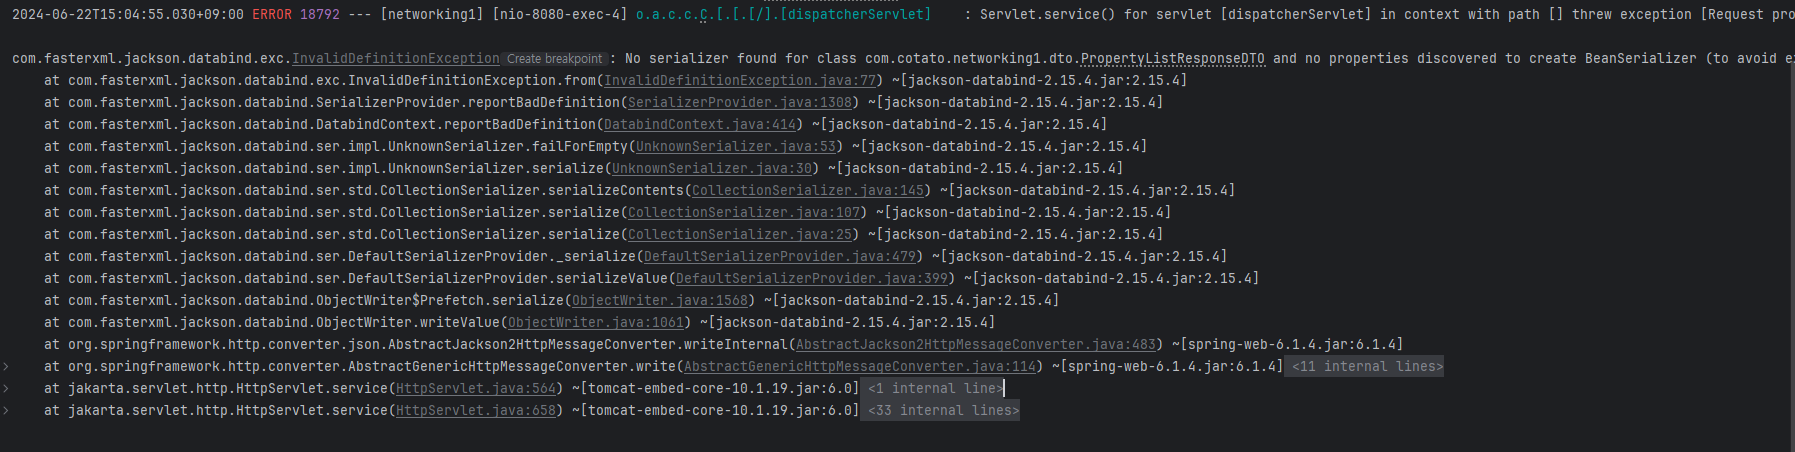 2024-06-22T15:04:55.030+09:00 ERROR 18792 --- [networking1] [nio-8080-exec-4] o.a.c.c.C.[.[.[/].[dispatcherServlet]    : Servlet.service() for servlet [dispatcherServlet] in context with path [] threw exception [Request pro
com.fasterxml.jackson.databind.exc.InvalidDefinitionException Create breakpoint : No serializer found for class com.cotato.networking1.dto.PropertyListResponseDTO and no properties discovered to create BeanSerializer (to avoid e
at com.fasterxml.jackson.databind.exc.InvalidDefinitionException.from(InvalidDefinitionException.java:77) ~[jackson-databind-2.15.4.jar:2.15.4]
at com.fasterxml.jackson.databind.SerializerProvider.reportBadDefinition(SerializerProvider.java:1308) ~[jackson-databind-2.15.4.jar:2.15.4]
at com.fasterxml.jackson.databind.DatabindContext.reportBadDefinition(DatabindContext.java:414) ~[jackson-databind-2.15.4.jar:2.15.4]
at com.fasterxml.jackson.databind.ser.impl.UnknownSerializer.failForEmpty(UnknownSerializer.java:53) ~[jackson-databind-2.15.4.jar:2.15.4]
at com.fasterxml.jackson.databind.ser.impl.UnknownSerializer.serialize(UnknownSerializer.java:30) ~[jackson-databind-2.15.4.jar:2.15.4]
at com.fasterxml.jackson.databind.ser.std.CollectionSerializer.serializeContents(CollectionSerializer.java:145) ~[jackson-databind-2.15.4.jar:2.15.4]
at com.fasterxml.jackson.databind.ser.std.CollectionSerializer.serialize(CollectionSerializer.java:107) ~[jackson-databind-2.15.4.jar:2.15.4]
at com.fasterxml.jackson.databind.ser.std.CollectionSerializer.serialize(CollectionSerializer.java:25) ~[jackson-databind-2.15.4.jar:2.15.4]
at com.fasterxml.jackson.databind.ser.DefaultSerializerProvider._serialize(DefaultSerializerProvider.java:479) ~[jackson-databind-2.15.4.jar:2.15.4]
at com.fasterxml.jackson.databind.ser.DefaultSerializerProvider.serializeValue(DefaultSerializerProvider.java:399) ~[jackson-databind-2.15.4.jar:2.15.4]
at com.fasterxml.jackson.databind.ObjectWriter$Prefetch.serialize(ObjectWriter.java:1568) ~[jackson-databind-2.15.4.jar:2.15.4]
at com.fasterxml.jackson.databind.ObjectWriter.writeValue(ObjectWriter.java:1061) ~[jackson-databind-2.15.4.jar:2.15.4]
at org.springframework.http.converter.json.AbstractJackson2HttpMessageConverter.writeInternal(AbstractJackson2HttpMessageConverter.java:483) ~[spring-web-6.1.4.jar:6.1.4]
at org.springframework.http.converter.AbstractGenericHttpMessageConverter.write(AbstractGenericHttpMessageConverter.java:114) ~[spring-web-6.1.4.jar:6.1.4] <11 internal lines>
at jakarta.servlet.http.HttpServlet.service(HttpServlet.java:564) ~[tomcat-embed-core-10.1.19.jar:6.0] <1 internal line>
at jakarta.servlet.http.HttpServlet.service(HttpServlet.java:658) ~[tomcat-embed-core-10.1.19.jar:6.0] <33 internal lines>